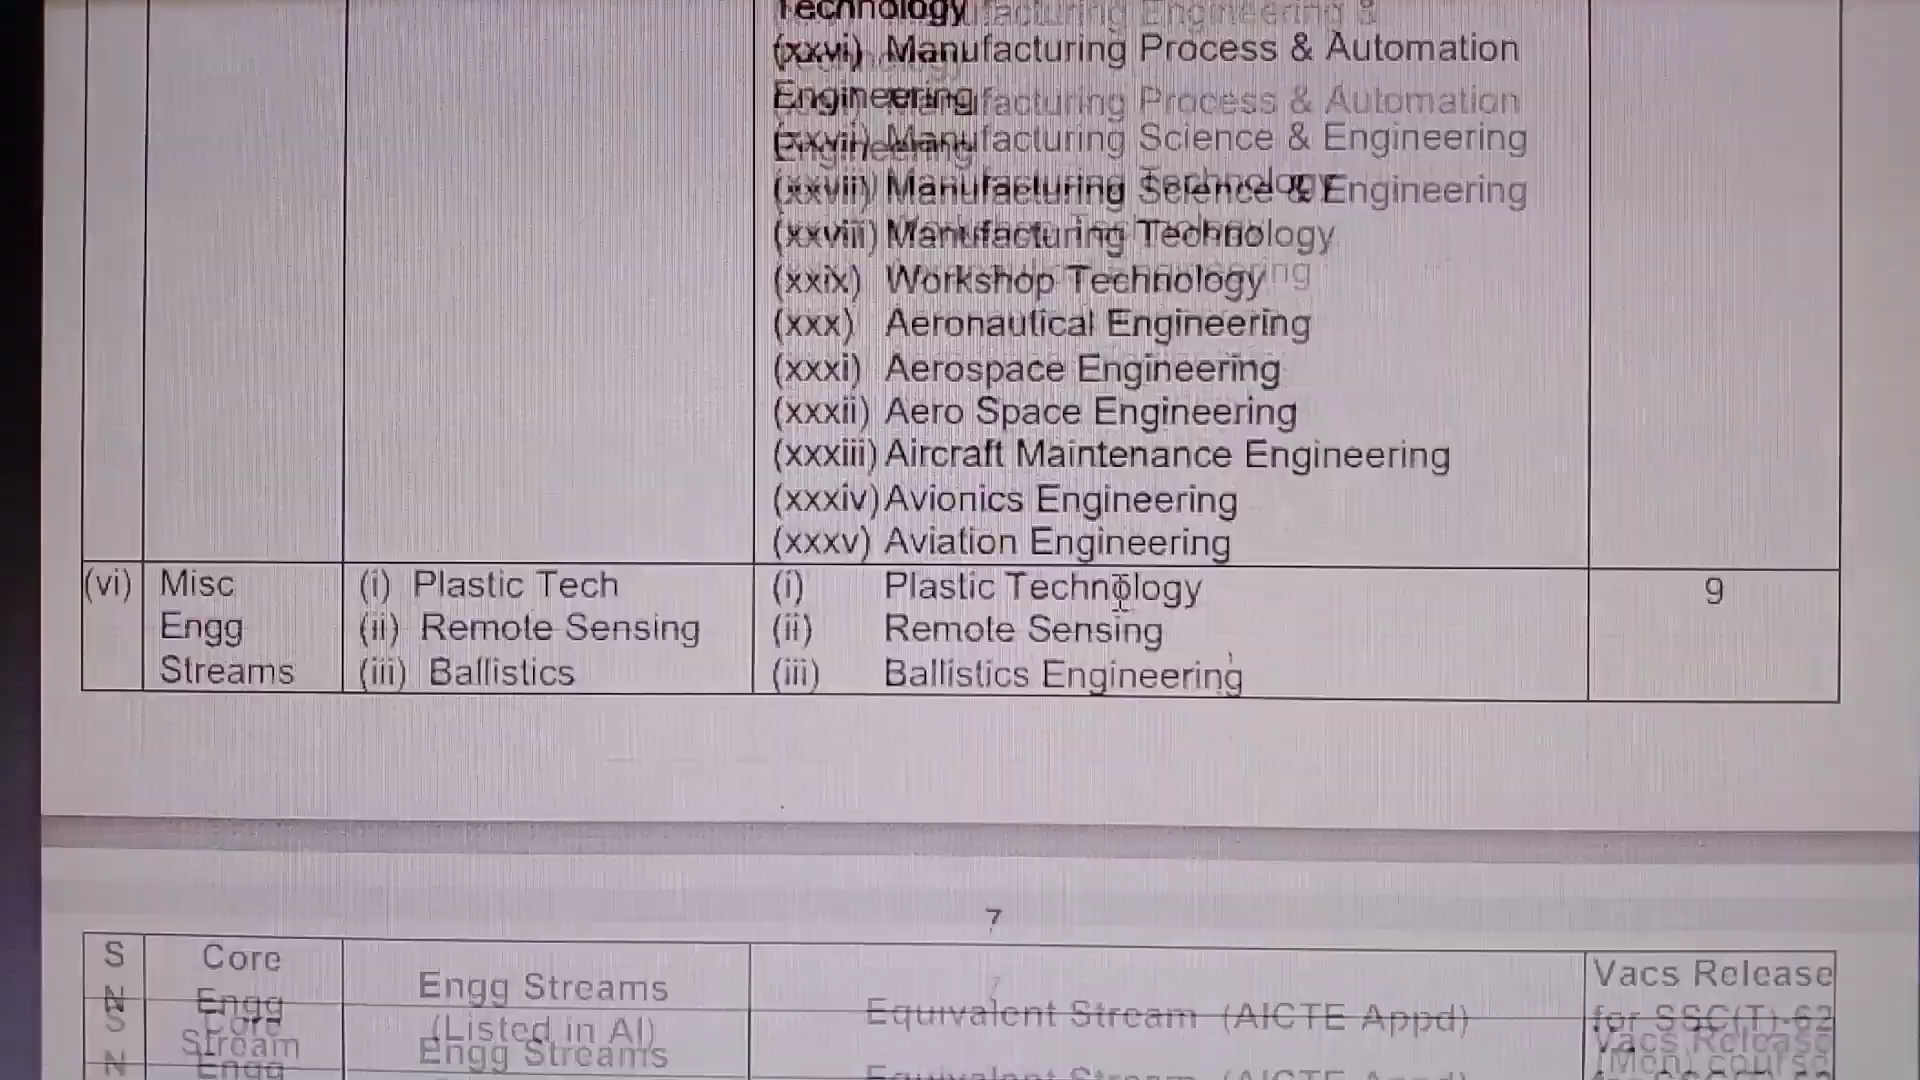 Technology
(xxvi) Manufacturing Process & Automation
Engineering
(xxvii) Manufacturing Science & Engineering
(xxviii) Manufacturing Technology
(xxix) Workshop Technology
(xxx) Aeronautical Engineering
(xxxi) Aerospace Engineering
(xxxii) Aero Space Engineering
(xxxiii) Aircraft Maintenance Engineering
(xxxiv) Avionics Engineering
(xxxv) Aviation Engineering
(vi) Misc (i) Plastic Tech (i) Plastic Technology 9
Engg (ii) Remote Sensing (ii) Remote Sensing
Streams (iii) Ballistics (iii) Ballistics Engineering
7
S Core Engg Streams Vacs Release
N Engg (Listed in AI) Equivalent Stream (AICTE Appd) for SSC(T)-62
Stream (Men) course